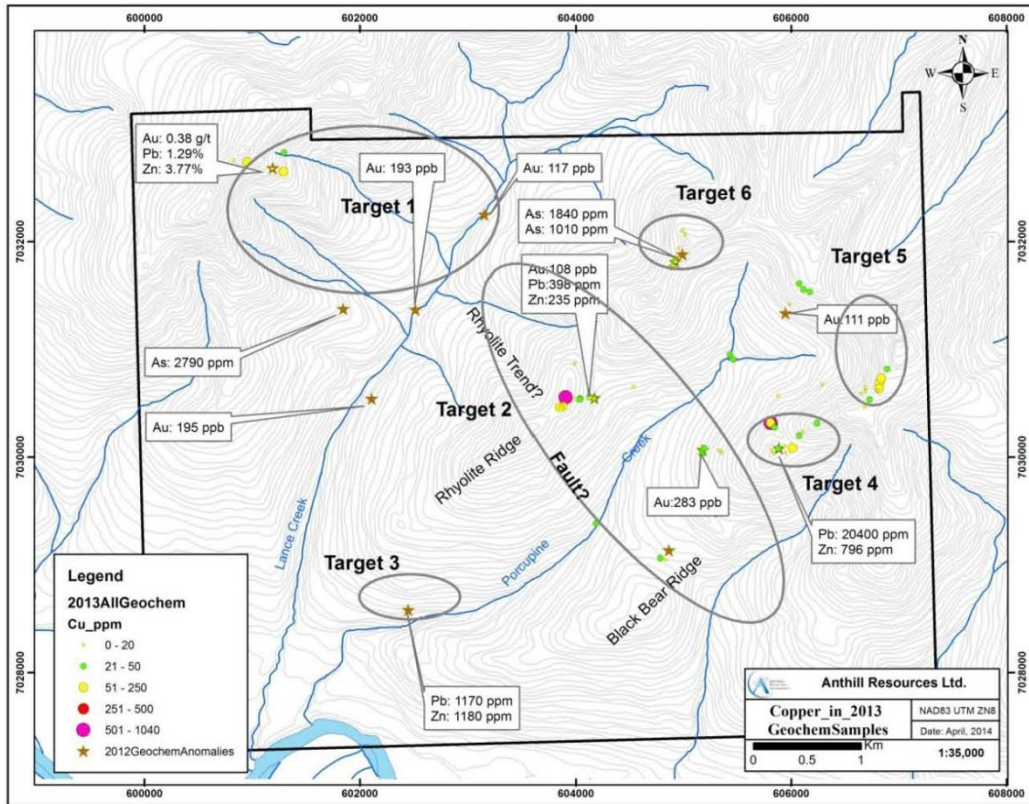 600000
602000
604000
606000
608000
N
W
E
S
Au: 0.38 g/t
Pb: 1.29%
Zn: 3.77%
Au: 193 ppb
Au: 117 ppb
Target 1
Target 6
As: 1840 ppm
As: 1010 ppm
7032000
7032000
Target 5
Au:108 ppb
Pb:398 ppm
Zn:235 ppm
Au:111 ppb
Rhyolite Trend?
As: 2790 ppm
Target 2
Au: 195 ppb
Rhyolite Ridge
Fault?
Creek
7030000
7030000
Target 4
Au:283 ppb
Pb: 20400 ppm
Zn: 796 ppm
Lance Creek
Target 3
Porcupine
Black Bear Ridge
Legend
2013AllGeochem
Cu_ppm
0 - 20
21 - 50
51 - 250
251 - 500
501 - 1040
2012GeochemAnomalies
7028000
7028000
Pb: 1170 ppm
Zn: 1180 ppm
Anthill Resources Ltd.
Copper_in_2013
GeochemSamples
NAD83 UTM ZN8
Date: April, 2014
Km
0 0.5 1
1:35,000
600000
602000
604000
606000
608000